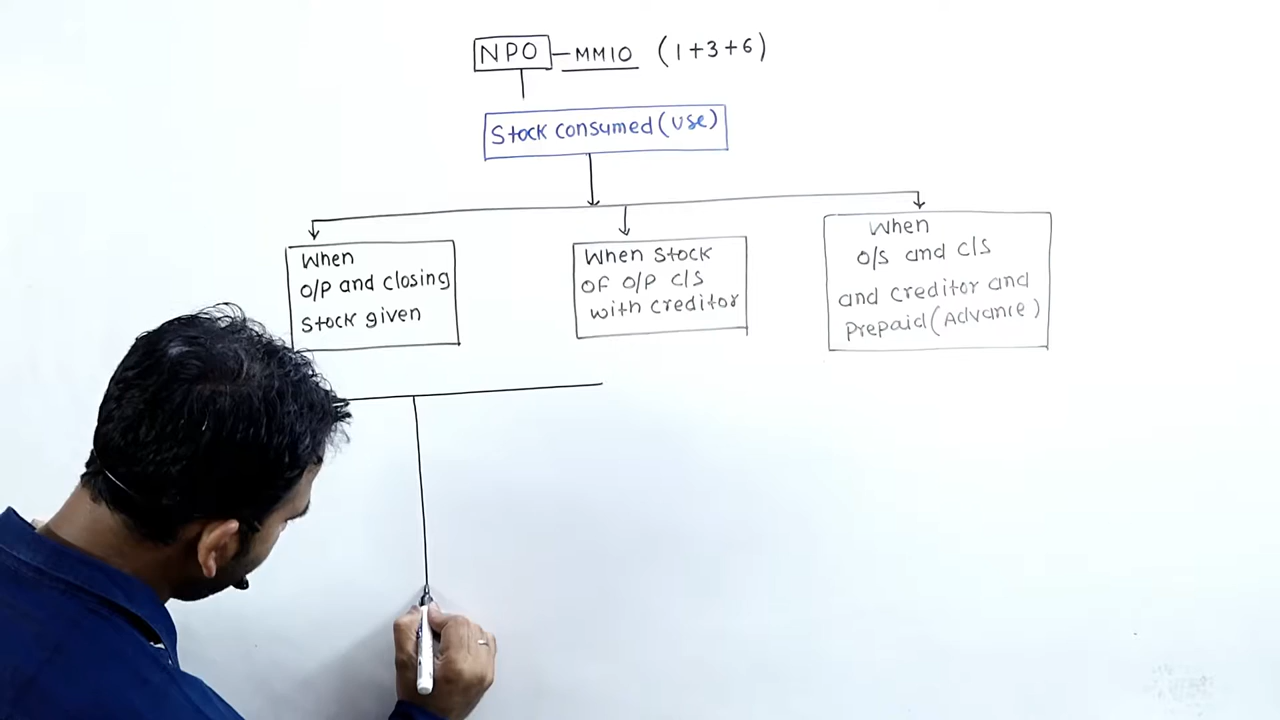 NPO — MM10 (1+3+6)
Stock consumed (use)
When
O/P and closing
stock given
When stock
of O/P C/S
with creditor
When
O/S and C/S
and creditor and
Prepaid (Advance)